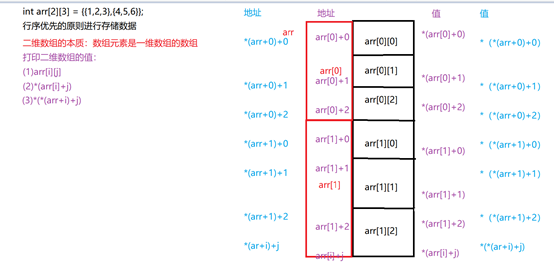 int arr[2][3] = {{1,2,3},{4,5,6}};
行序优先的原则进行存储数据
二维数组的本质：数组元素是一维数组的数组
打印二维数组的值：
(1)arr[i][j]
(2)*(arr[i]+j)
(3)*(*(arr+i)+j)
地址 地址 值 值
arr
*(arr+0)+0 arr[0]+0 arr[0][0] *(arr[0]+0) *（*(arr+0)+0）
arr[0]
arr[0][1]
*(arr+0)+1 arr[0]+1 *(arr[0]+1) *（*(arr+0)+1）
*(arr+0)+2 arr[0]+2 arr[0][2] *(arr[0]+2) *（*(arr+0)+2）
*(arr+1)+0 arr[1]+0 arr[1][0] *(arr[1]+0) *（*(arr+1)+0）
*(arr+1)+1 arr[1]+1 *（*(arr+1)+1）
arr[1] arr[1][1] *(arr[1]+1)
*(arr+1)+2 arr[1]+2 arr[1][2] *(arr[1]+2) *（*(arr+1)+2）
*(ar+i)+j arr[i]+j *(arr[i]+j) *(*(ar+i)+j)